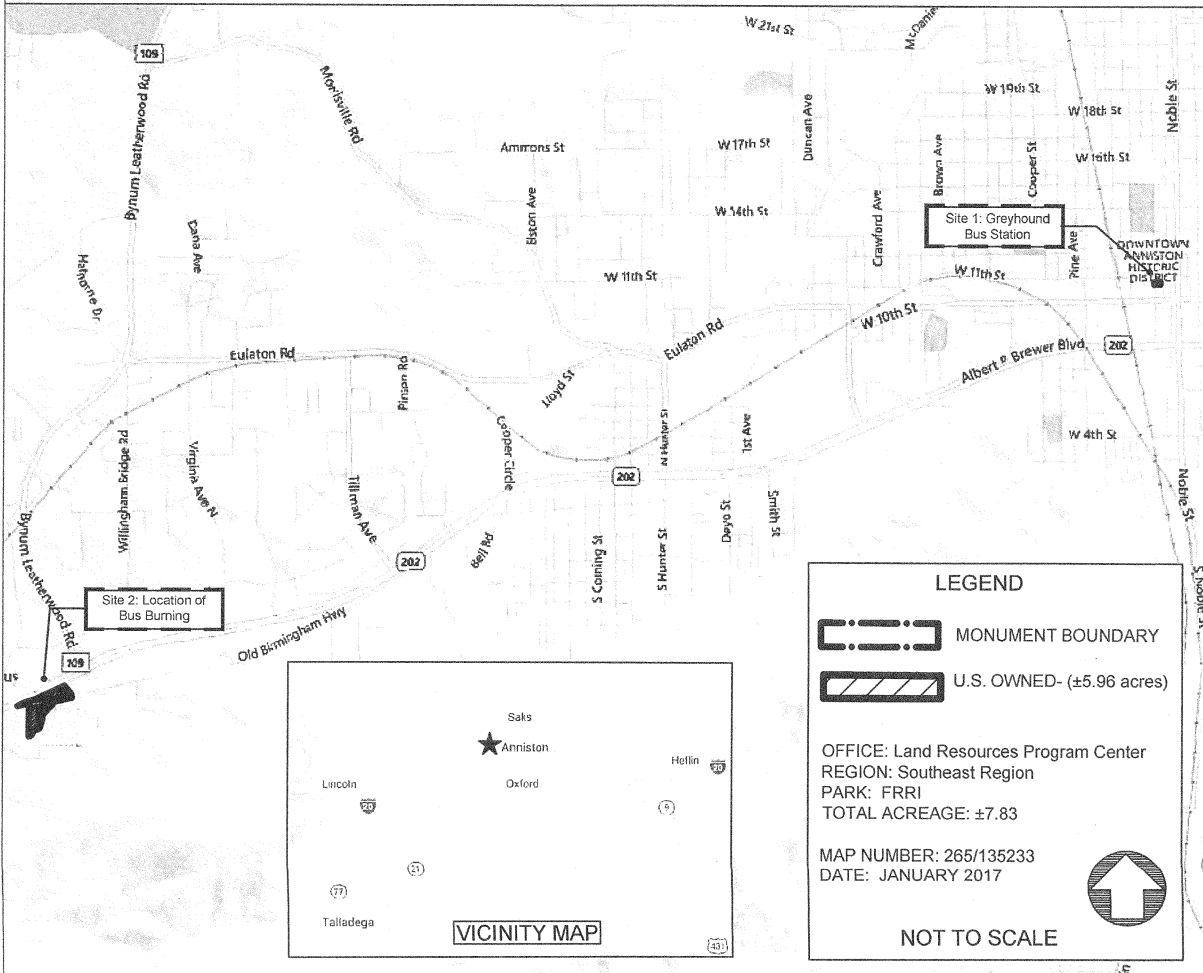 W 21st St
McDaniel
109
Morrisville Rd
Bynum Leatherwood Rd
W 19th St
Noble St
W 18th St
Duncan Ave
Ammons St
W 17th St
Brown Ave
Cooper St
W 16th St
Elston Ave
W 14th St
Crawford Ave
Site 1: Greyhound
Bus Station
Pine Ave
DOWNTOWN
ANNISTON
HISTORIC
DISTRICT
Dana Ave
W 11th St
W 11th St
W 10th St
Eulaton Rd
Eulaton Rd
Albert P Brewer Blvd
202
Pinson Rd
Lloyd St
Cooper Circle
N Hunter St
1st Ave
W 4th St
Willingham Bridge Rd
Virginia Ave N
Tillman Ave
202
Bell Rd
S Corning St
S Hunter St
Deyo St
Smith St
Noble St
Bynum Leatherwood Rd
202
Site 2: Location of
Bus Burning
109
Old Birmingham Hwy
LEGEND
MONUMENT BOUNDARY
U.S. OWNED- (±5.96 acres)
OFFICE: Land Resources Program Center
REGION: Southeast Region
PARK: FRRI
TOTAL ACREAGE: ±7.83
MAP NUMBER: 265/135233
DATE: JANUARY 2017
NOT TO SCALE
Saks
Anniston
Oxford
Heflin
20
Lincoln
20
9
21
77
Talladega
VICINITY MAP
431